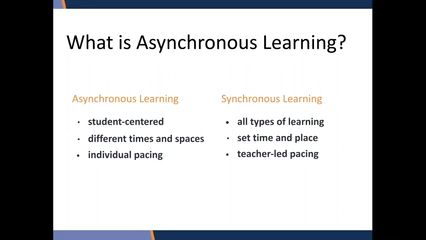 What is Asynchronous Learning?
Asynchronous Learning
• student-centered
• different times and spaces
• individual pacing
Synchronous Learning
• all types of learning
• set time and place
• teacher-led pacing